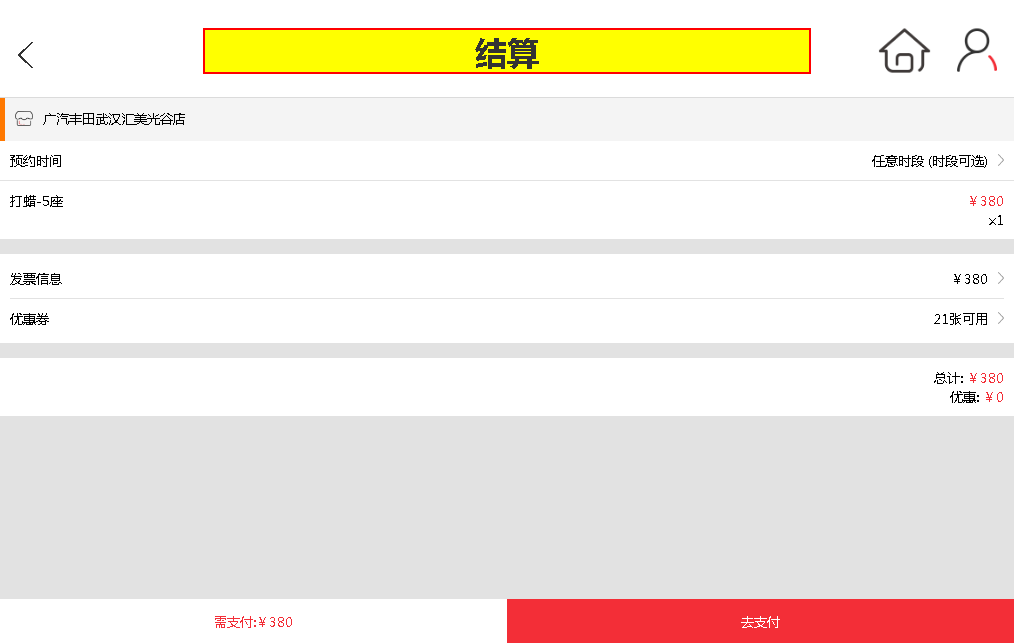 结算
广汽丰田武汉汇美光谷店
预约时间 任意时段 (时段可选)
打蜡-5座 ￥380
x1
发票信息 ￥380
优惠券 21张可用
总计: ￥380
优惠: ￥0
需支付:￥380 去支付